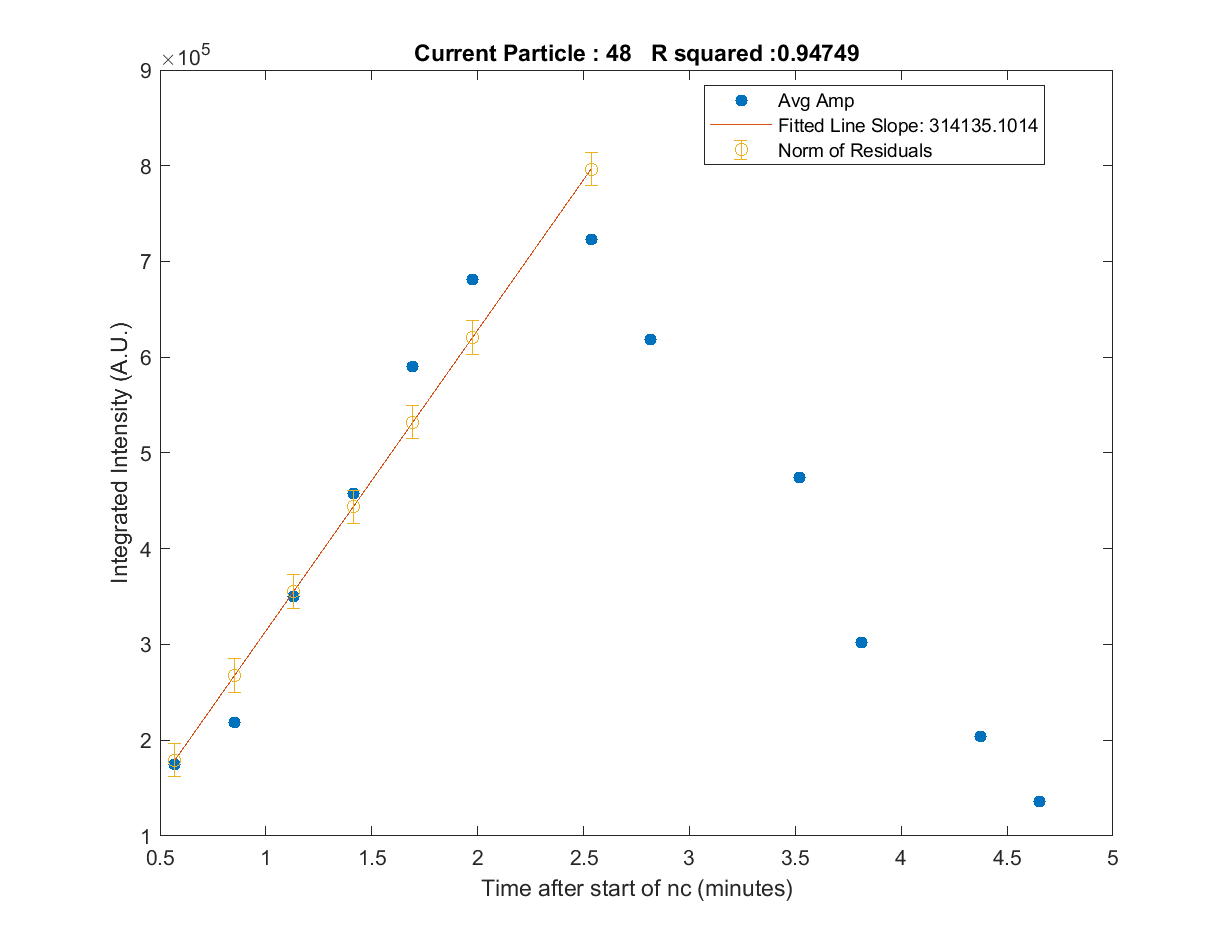 Current Particle : 48   R squared :0.94749
×10^5
9
8
7
6
5
4
3
2
1
Integrated Intensity (A.U.)
Avg Amp
Fitted Line Slope: 314135.1014
Norm of Residuals
0.5 1 1.5 2 2.5 3 3.5 4 4.5 5
Time after start of nc (minutes)